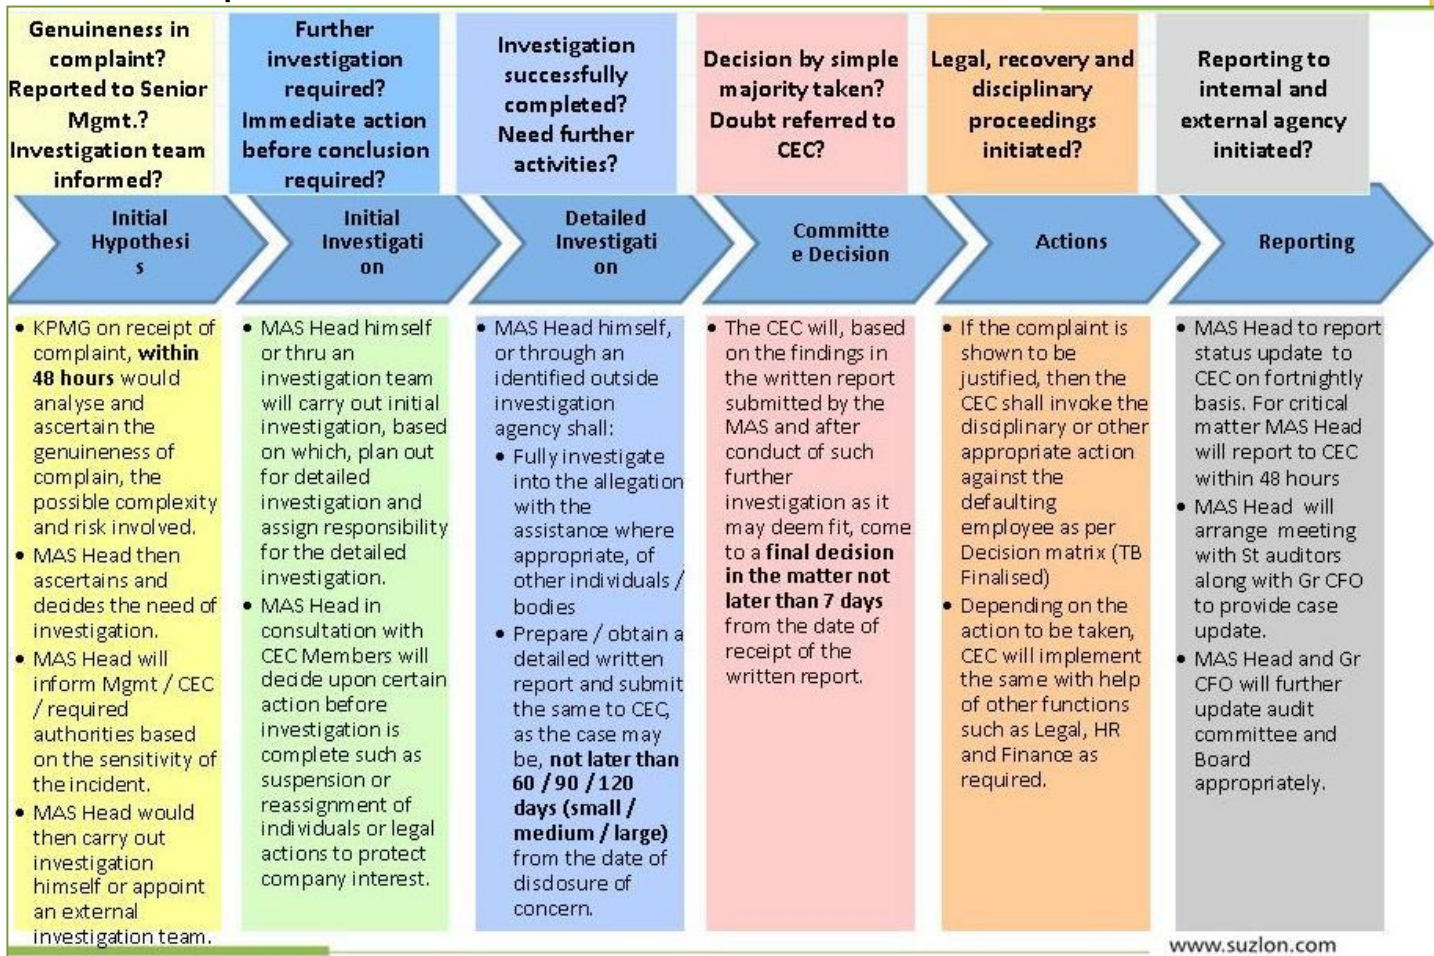 Genuineness in
complaint?
Reported to Senior
Mgmt.?
Investigation team
informed?
Further
investigation
required?
Immediate action
before conclusion
required?
Investigation
successfully
completed?
Need further
activities?
Decision by simple
majority taken?
Doubt referred to
CEC?
Legal, recovery and
disciplinary
proceedings
initiated?
Reporting to
internal and
external agency
initiated?
Initial
Hypothesi
s
Initial
Investigati
on
Detailed
Investigati
on
Committe
e Decision
Actions
Reporting
• KPMG on receipt of
complaint, within
48 hours would
analyse and
ascertain the
genuineness of
complain, the
possible complexity
and risk involved.
• MAS Head then
ascertains and
decides the need of
investigation.
• MAS Head will
inform Mgmt / CEC
/ required
authorities based
on the sensitivity of
the incident.
• MAS Head would
then carry out
investigation
himself or appoint
an external
investigation team.
• MAS Head himself
or thru an
investigation team
will carry out initial
investigation, based
on which, plan out
for detailed
investigation and
assign responsibility
for the detailed
investigation.
• MAS Head in
consultation with
CEC Members will
decide upon certain
action before
investigation is
complete such as
suspension or
reassignment of
individuals or legal
actions to protect
company interest.
• MAS Head himself,
or through an
identified outside
investigation
agency shall:
• Fully investigate
into the allegation
with the
assistance where
appropriate, of
other individuals /
bodies
• Prepare / obtain a
detailed written
report and submit
the same to CEC,
as the case may
be, not later than
60 / 90 / 120
days (small /
medium / large)
from the date of
disclosure of
concern.
• The CEC will, based
on the findings in
the written report
submitted by the
MAS and after
conduct of such
further
investigation as it
may deem fit, come
to a final decision
in the matter not
later than 7 days
from the date of
receipt of the
written report.
• If the complaint is
shown to be
justified, then the
CEC shall invoke the
disciplinary or other
appropriate action
against the
defaulting
employee as per
Decision matrix (TB
Finalised)
• Depending on the
action to be taken,
CEC will implement
the same with help
of other functions
such as Legal, HR
and Finance as
required.
• MAS Head to report
status update to
CEC on fortnightly
basis. For critical
matter MAS Head
will report to CEC
within 48 hours
• MAS Head will
arrange meeting
with St auditors
along with Gr CFO
to provide case
update.
• MAS Head and Gr
CFO will further
update audit
committee and
Board
appropriately.
www.suzlon.com